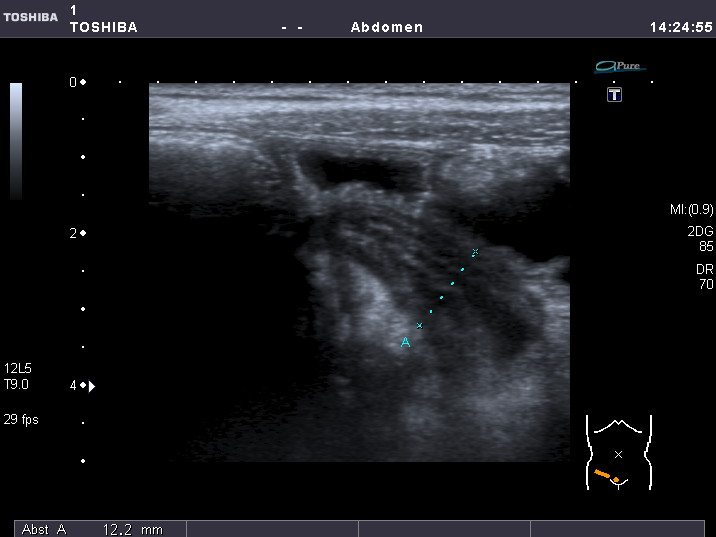 TOSHIBA
1
TOSHIBA
- -
Abdomen
14:24:55
aPure
T
0
2
4
MI:(0.9)
2DG
85
DR
70
12L5
T9.0
29 fps
A
Abst A 12.2 mm